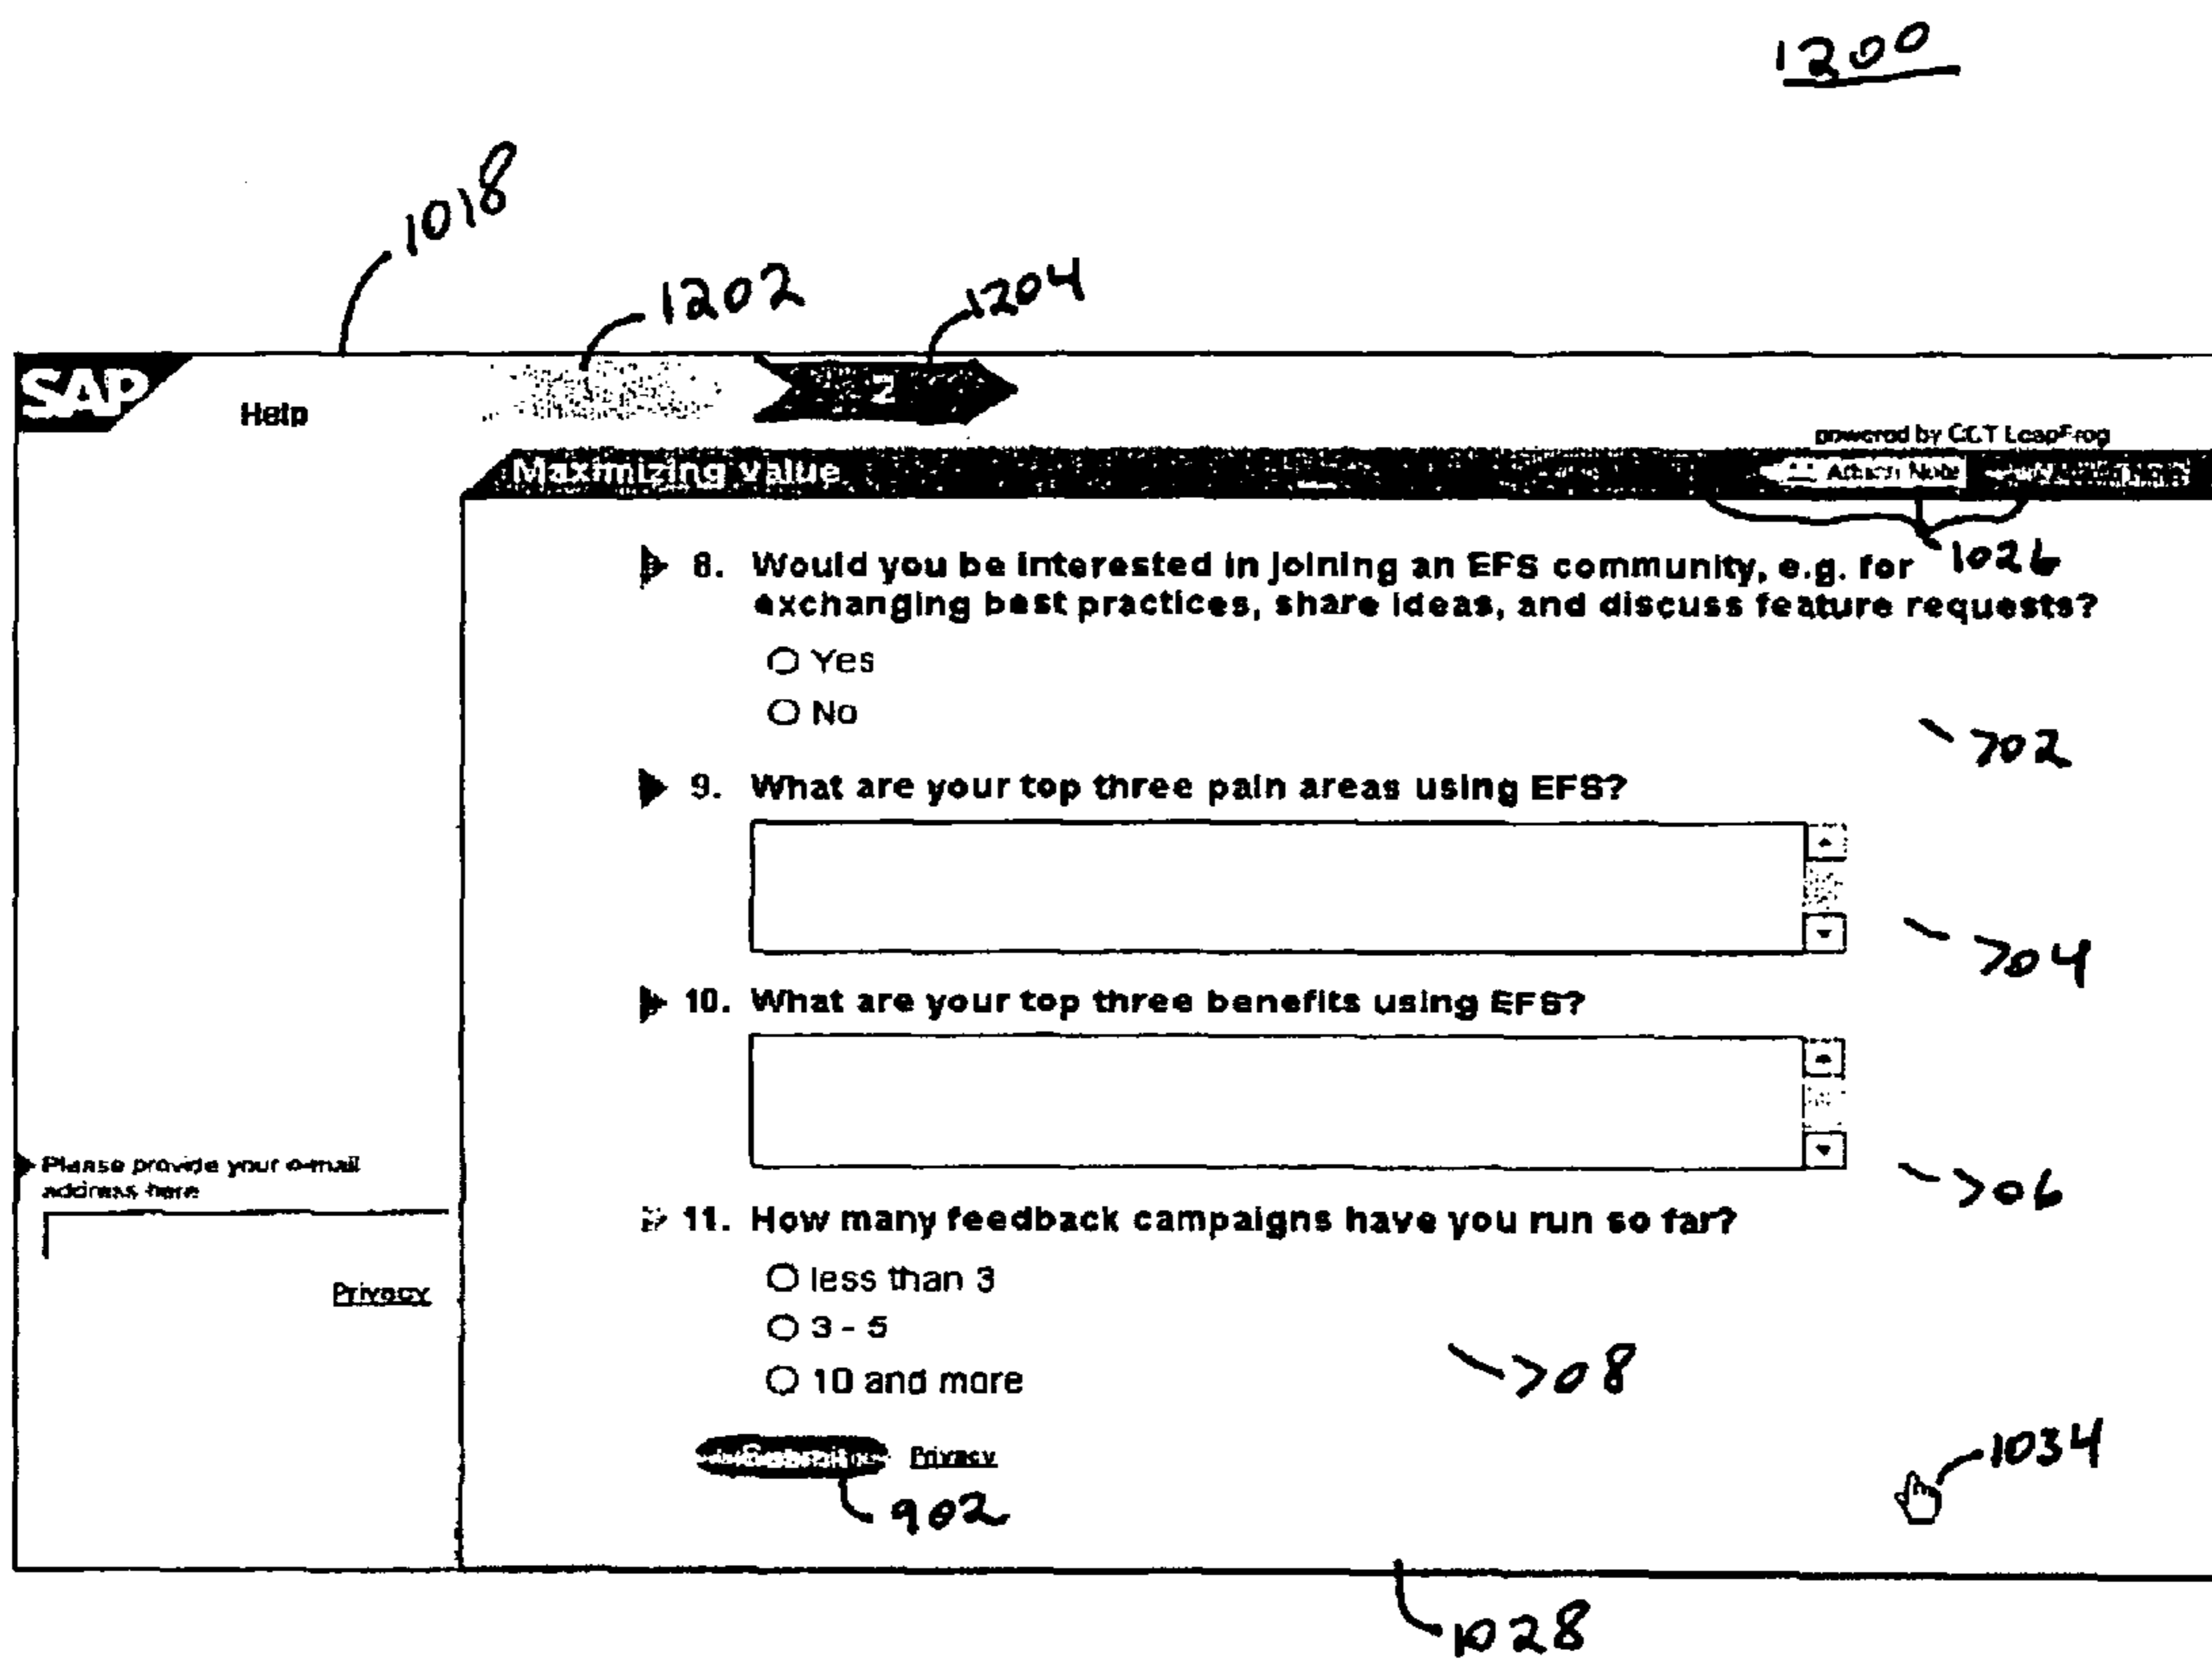 1200
1018
1202
1204
SAP
Help
2
powered by CCT LeapFrog
Maximizing value
Attach Note
1026
8. Would you be interested in joining an EFS community, e.g. for
exchanging best practices, share ideas, and discuss feature requests?
Yes
No
702
9. What are your top three pain areas using EFS?
704
10. What are your top three benefits using EFS?
Please provide your e-mail
address here
706
11. How many feedback campaigns have you run so far?
less than 3
Privacy
3 - 5
708
10 and more
Submit Privacy
1034
902
1028